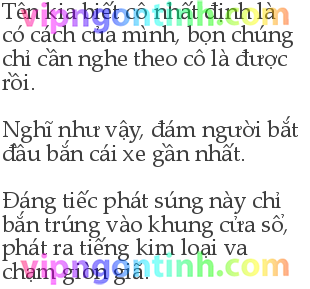 Tên kia biết cô nhất định là
có cách của mình, bọn chúng
chỉ cần nghe theo cô là được
rồi.
Nghĩ như vậy, đám người bắt
đầu bắn cái xe gần nhất.
Đáng tiếc phát súng này chỉ
bắn trúng vào khung cửa sổ,
phát ra tiếng kim loại va
chạm giòn giã.
vipngontinh.com
vipngontinh.com